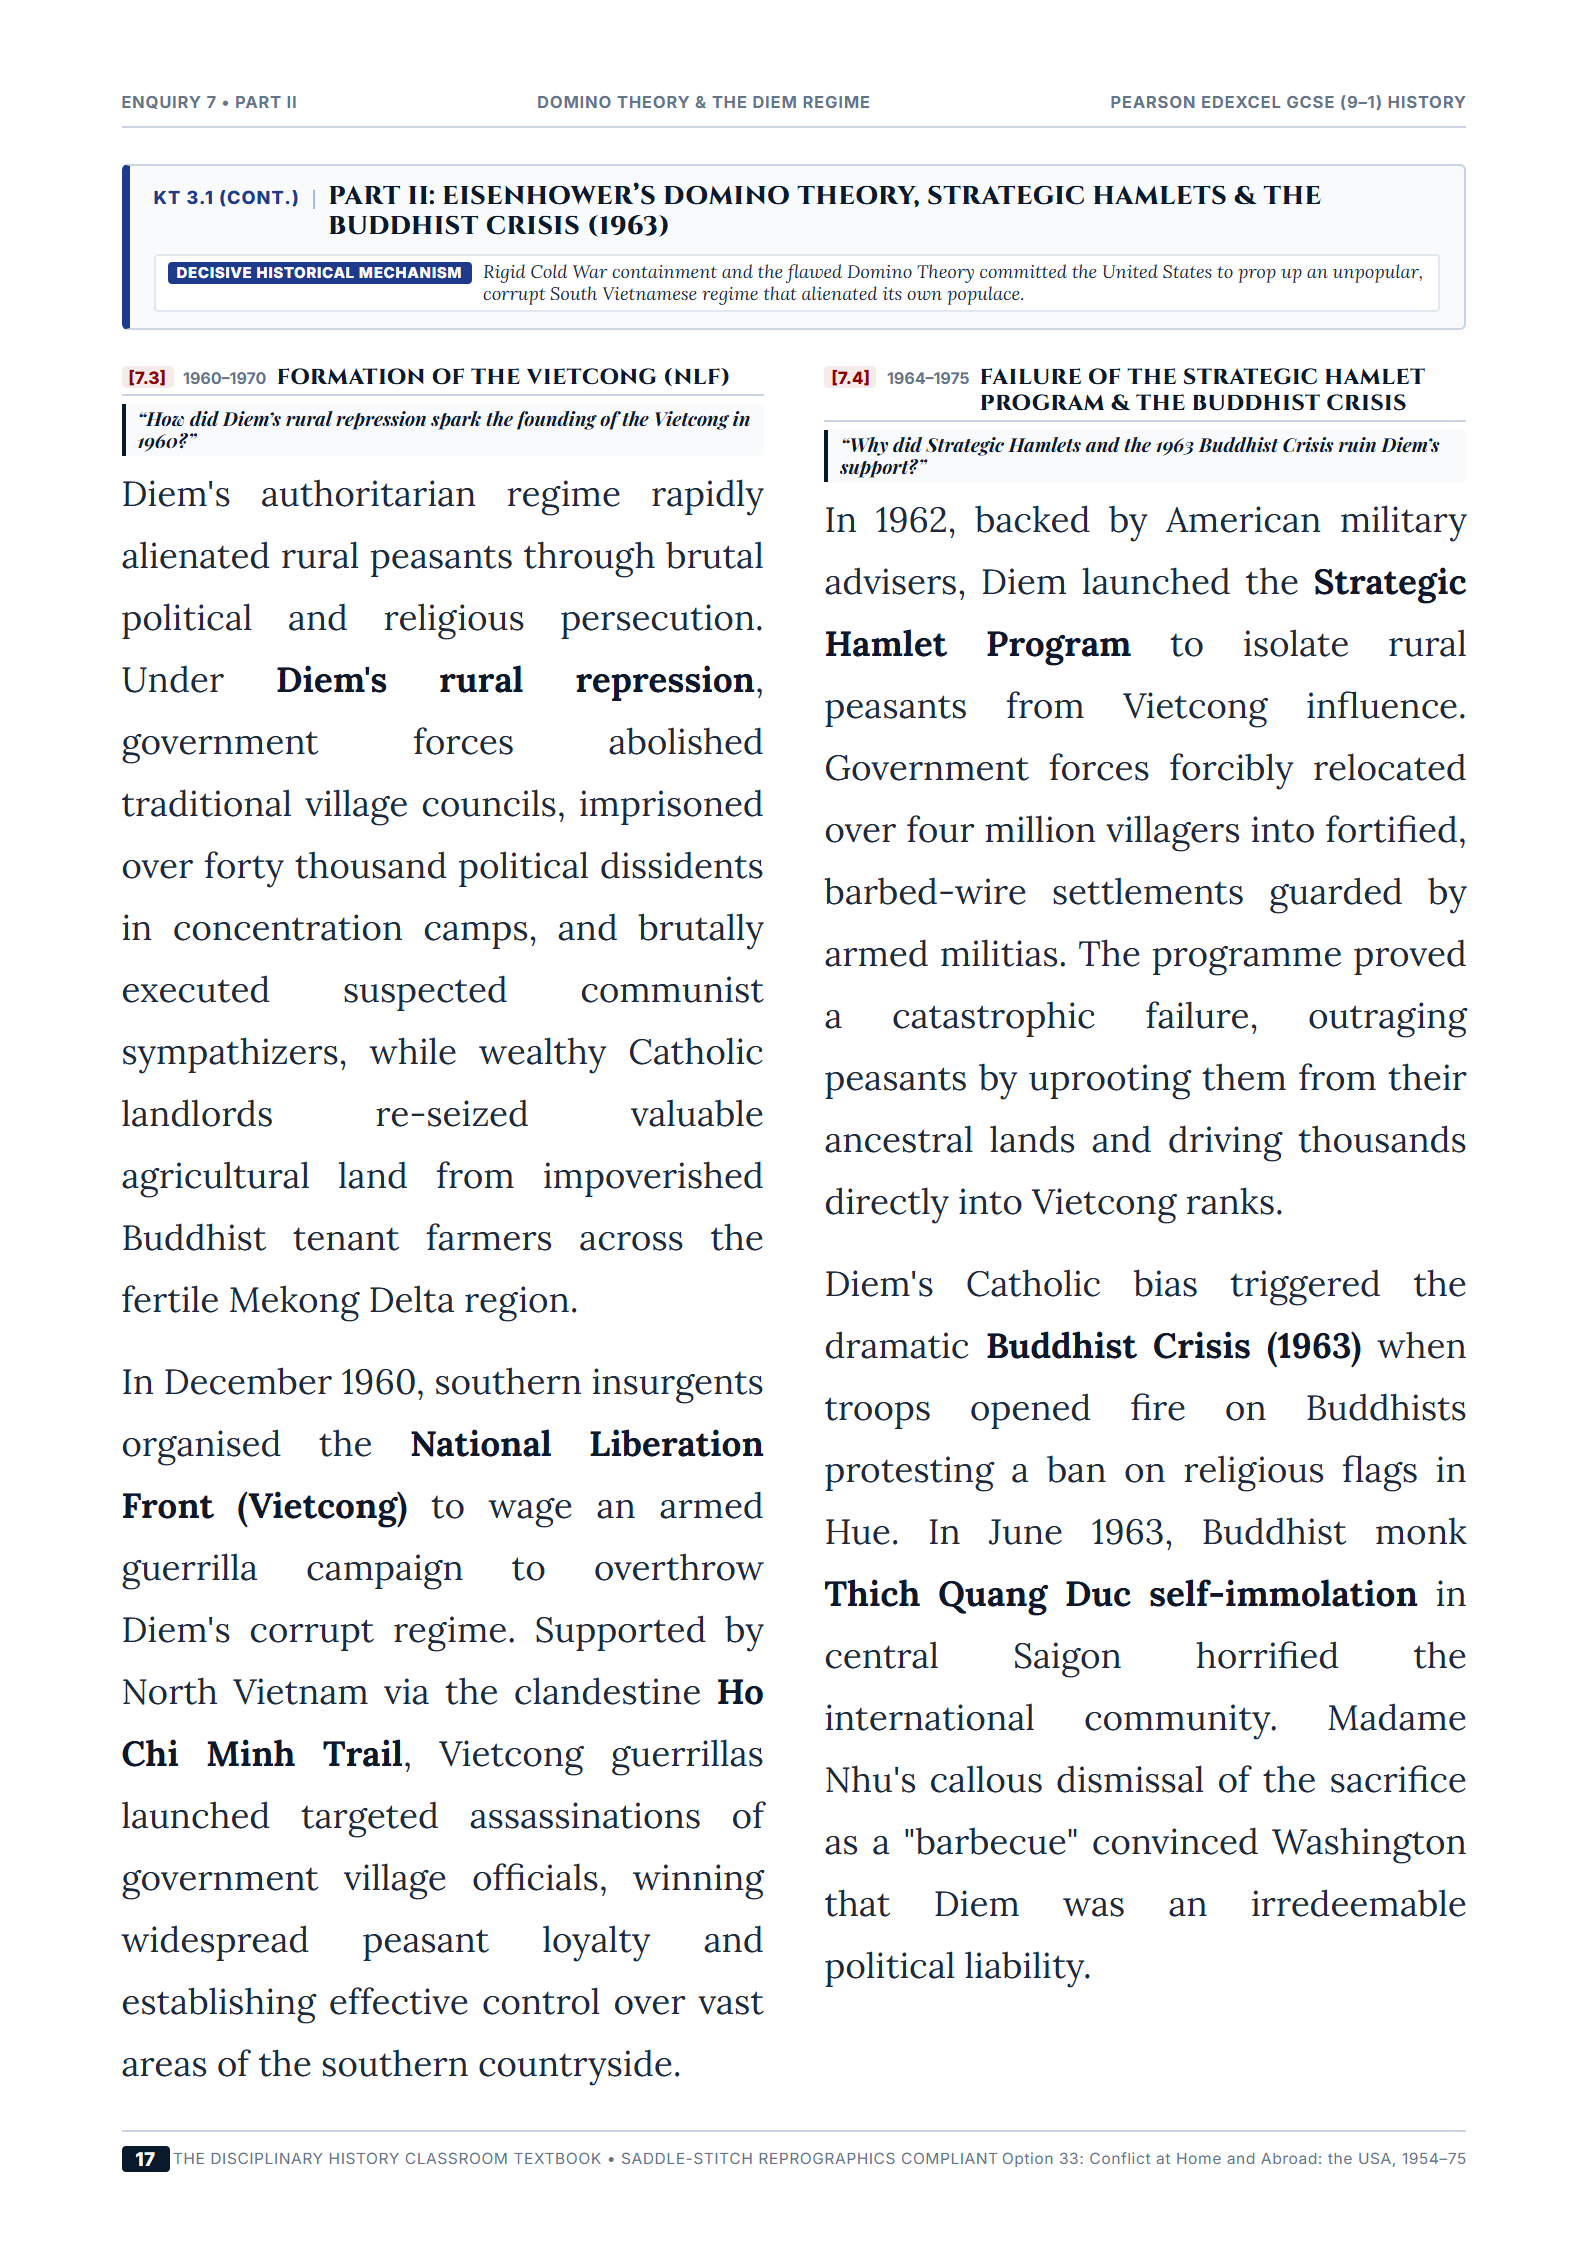 ENQUIRY 7 • PART II
DOMINO THEORY & THE DIEM REGIME
PEARSON EDEXCEL GCSE (9–1) HISTORY
KT 3.1 (CONT.) | PART II: EISENHOWER’S DOMINO THEORY, STRATEGIC HAMLETS & THE
BUDDHIST CRISIS (1963)
DECISIVE HISTORICAL MECHANISM Rigid Cold War containment and the flawed Domino Theory committed the United States to prop up an unpopular,
corrupt South Vietnamese regime that alienated its own populace.
[7.3] 1960–1970 FORMATION OF THE VIETCONG (NLF)
“How did Diem’s rural repression spark the founding of the Vietcong in
1960?”
Diem's authoritarian regime rapidly
alienated rural peasants through brutal
political and religious persecution.
Under Diem's rural repression,
government forces abolished
traditional village councils, imprisoned
over forty thousand political dissidents
in concentration camps, and brutally
executed suspected communist
sympathizers, while wealthy Catholic
landlords re-seized valuable
agricultural land from impoverished
Buddhist tenant farmers across the
fertile Mekong Delta region.
In December 1960, southern insurgents
organised the National Liberation
Front (Vietcong) to wage an armed
guerrilla campaign to overthrow
Diem's corrupt regime. Supported by
North Vietnam via the clandestine Ho
Chi Minh Trail, Vietcong guerrillas
launched targeted assassinations of
government village officials, winning
widespread peasant loyalty and
establishing effective control over vast
areas of the southern countryside.
[7.4] 1964–1975 FAILURE OF THE STRATEGIC HAMLET
PROGRAM & THE BUDDHIST CRISIS
“Why did Strategic Hamlets and the 1963 Buddhist Crisis ruin Diem’s
support?”
In 1962, backed by American military
advisers, Diem launched the Strategic
Hamlet Program to isolate rural
peasants from Vietcong influence.
Government forces forcibly relocated
over four million villagers into fortified,
barbed-wire settlements guarded by
armed militias. The programme proved
a catastrophic failure, outraging
peasants by uprooting them from their
ancestral lands and driving thousands
directly into Vietcong ranks.
Diem's Catholic bias triggered the
dramatic Buddhist Crisis (1963) when
troops opened fire on Buddhists
protesting a ban on religious flags in
Hue. In June 1963, Buddhist monk
Thich Quang Duc self-immolation in
central Saigon horrified the
international community. Madame
Nhu's callous dismissal of the sacrifice
as a "barbecue" convinced Washington
that Diem was an irredeemable
political liability.
17 THE DISCIPLINARY HISTORY CLASSROOM TEXTBOOK • SADDLE-STITCH REPROGRAPHICS COMPLIANT Option 33: Conflict at Home and Abroad: the USA, 1954–75